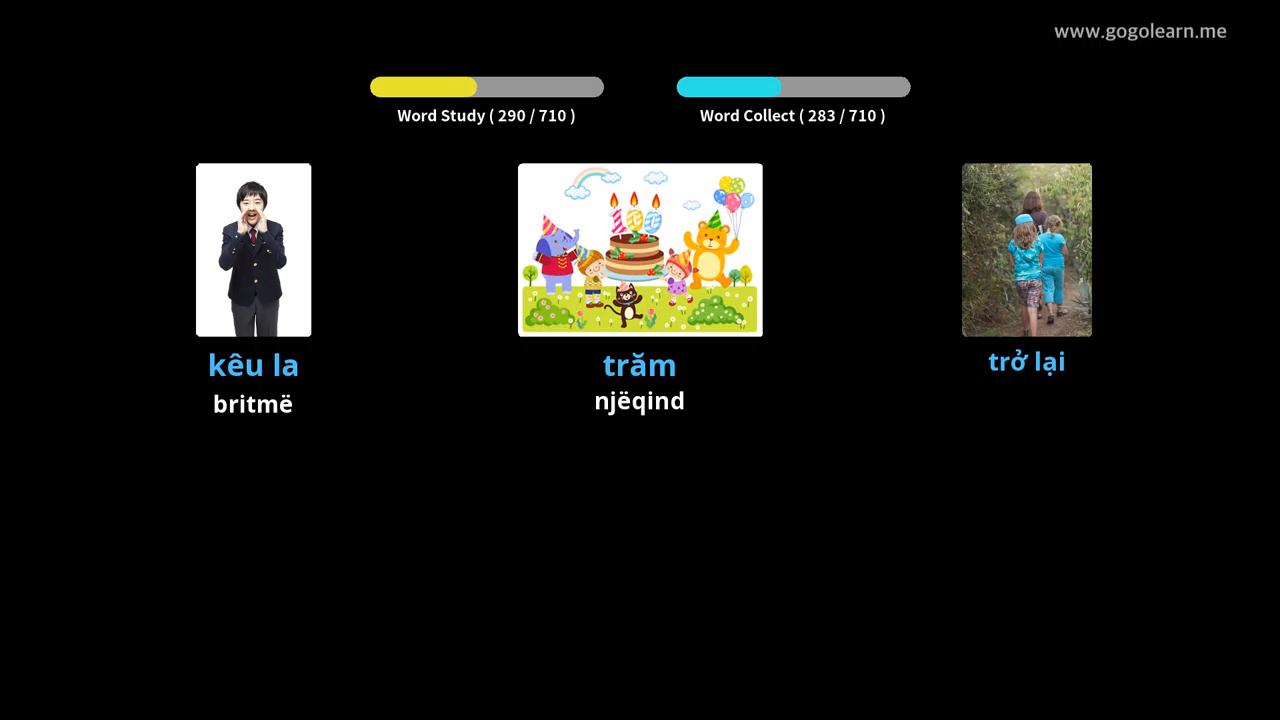 www.gogolearn.me
Word Study ( 290 / 710 )
Word Collect ( 283 / 710 )
kêu la
britmë
trăm
njëqind
trở lại